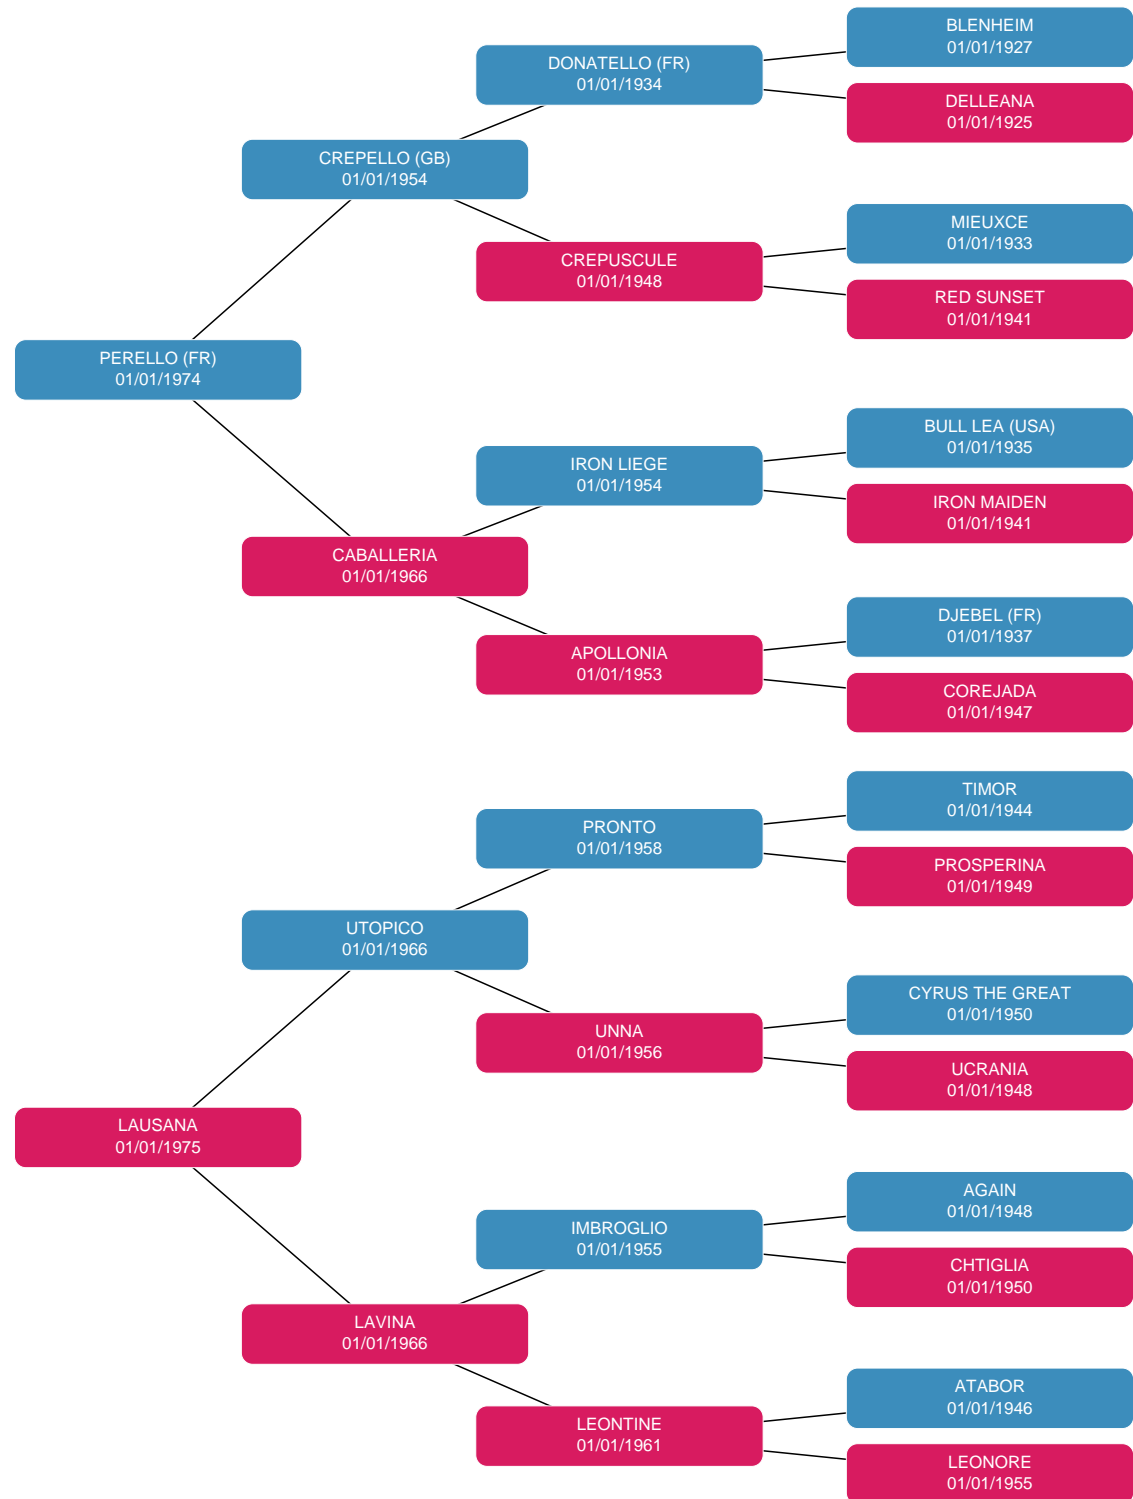 BLENHEIM
01/01/1927
DONATELLO (FR)
01/01/1934
DELLEANA
01/01/1925
CREPELLO (GB)
01/01/1954
MIEUXCE
01/01/1933
CREPUSCULE
01/01/1948
RED SUNSET
01/01/1941
PERELLO (FR)
01/01/1974
BULL LEA (USA)
01/01/1935
IRON LIEGE
01/01/1954
IRON MAIDEN
01/01/1941
CABALLERIA
01/01/1966
DJEBEL (FR)
01/01/1937
APOLLONIA
01/01/1953
COREJADA
01/01/1947
TIMOR
01/01/1944
PRONTO
01/01/1958
PROSPERINA
01/01/1949
UTOPICO
01/01/1966
CYRUS THE GREAT
01/01/1950
UNNA
01/01/1956
UCRANIA
01/01/1948
LAUSANA
01/01/1975
AGAIN
01/01/1948
IMBROGLIO
01/01/1955
CHTIGLIA
01/01/1950
LAVINA
01/01/1966
ATABOR
01/01/1946
LEONTINE
01/01/1961
LEONORE
01/01/1955